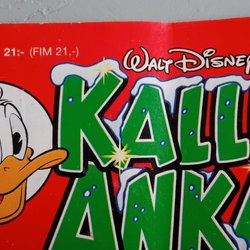 21:- (FIM 21,-)
WALT DISNEY
KALL
ANK